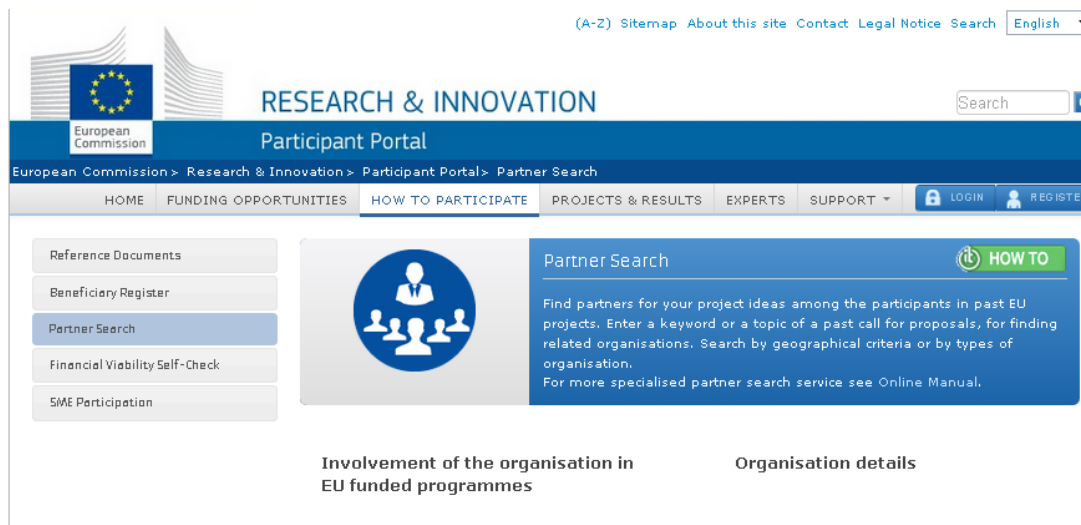 (A-Z) Sitemap About this site Contact Legal Notice Search English
RESEARCH & INNOVATION
Search
European
Commission
Participant Portal
European Commission > Research & Innovation > Participant Portal > Partner Search
HOME FUNDING OPPORTUNITIES HOW TO PARTICIPATE PROJECTS & RESULTS EXPERTS SUPPORT LOGIN REGISTE
Reference Documents
Beneficiary Register
Partner Search
Financial Viability Self-Check
SME Participation
Partner Search
it HOW TO
Find partners for your project ideas among the participants in past EU
projects. Enter a keyword or a topic of a past call for proposals, for finding
related organisations. Search by geographical criteria or by types of
organisation.
For more specialised partner search service see Online Manual.
Involvement of the organisation in
EU funded programmes
Organisation details